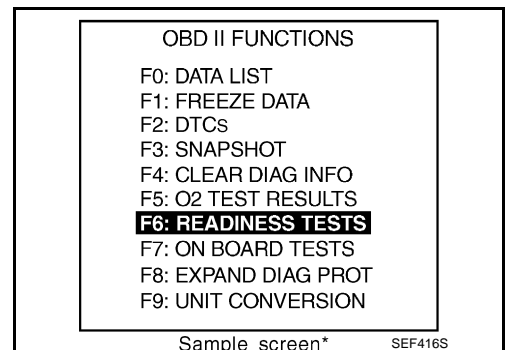 OBD II FUNCTIONS
F0: DATA LIST
F1: FREEZE DATA
F2: DTCs
F3: SNAPSHOT
F4: CLEAR DIAG INFO
F5: O2 TEST RESULTS
F6: READINESS TESTS
F7: ON BOARD TESTS
F8: EXPAND DIAG PROT
F9: UNIT CONVERSION
Sample screen* SEF416S